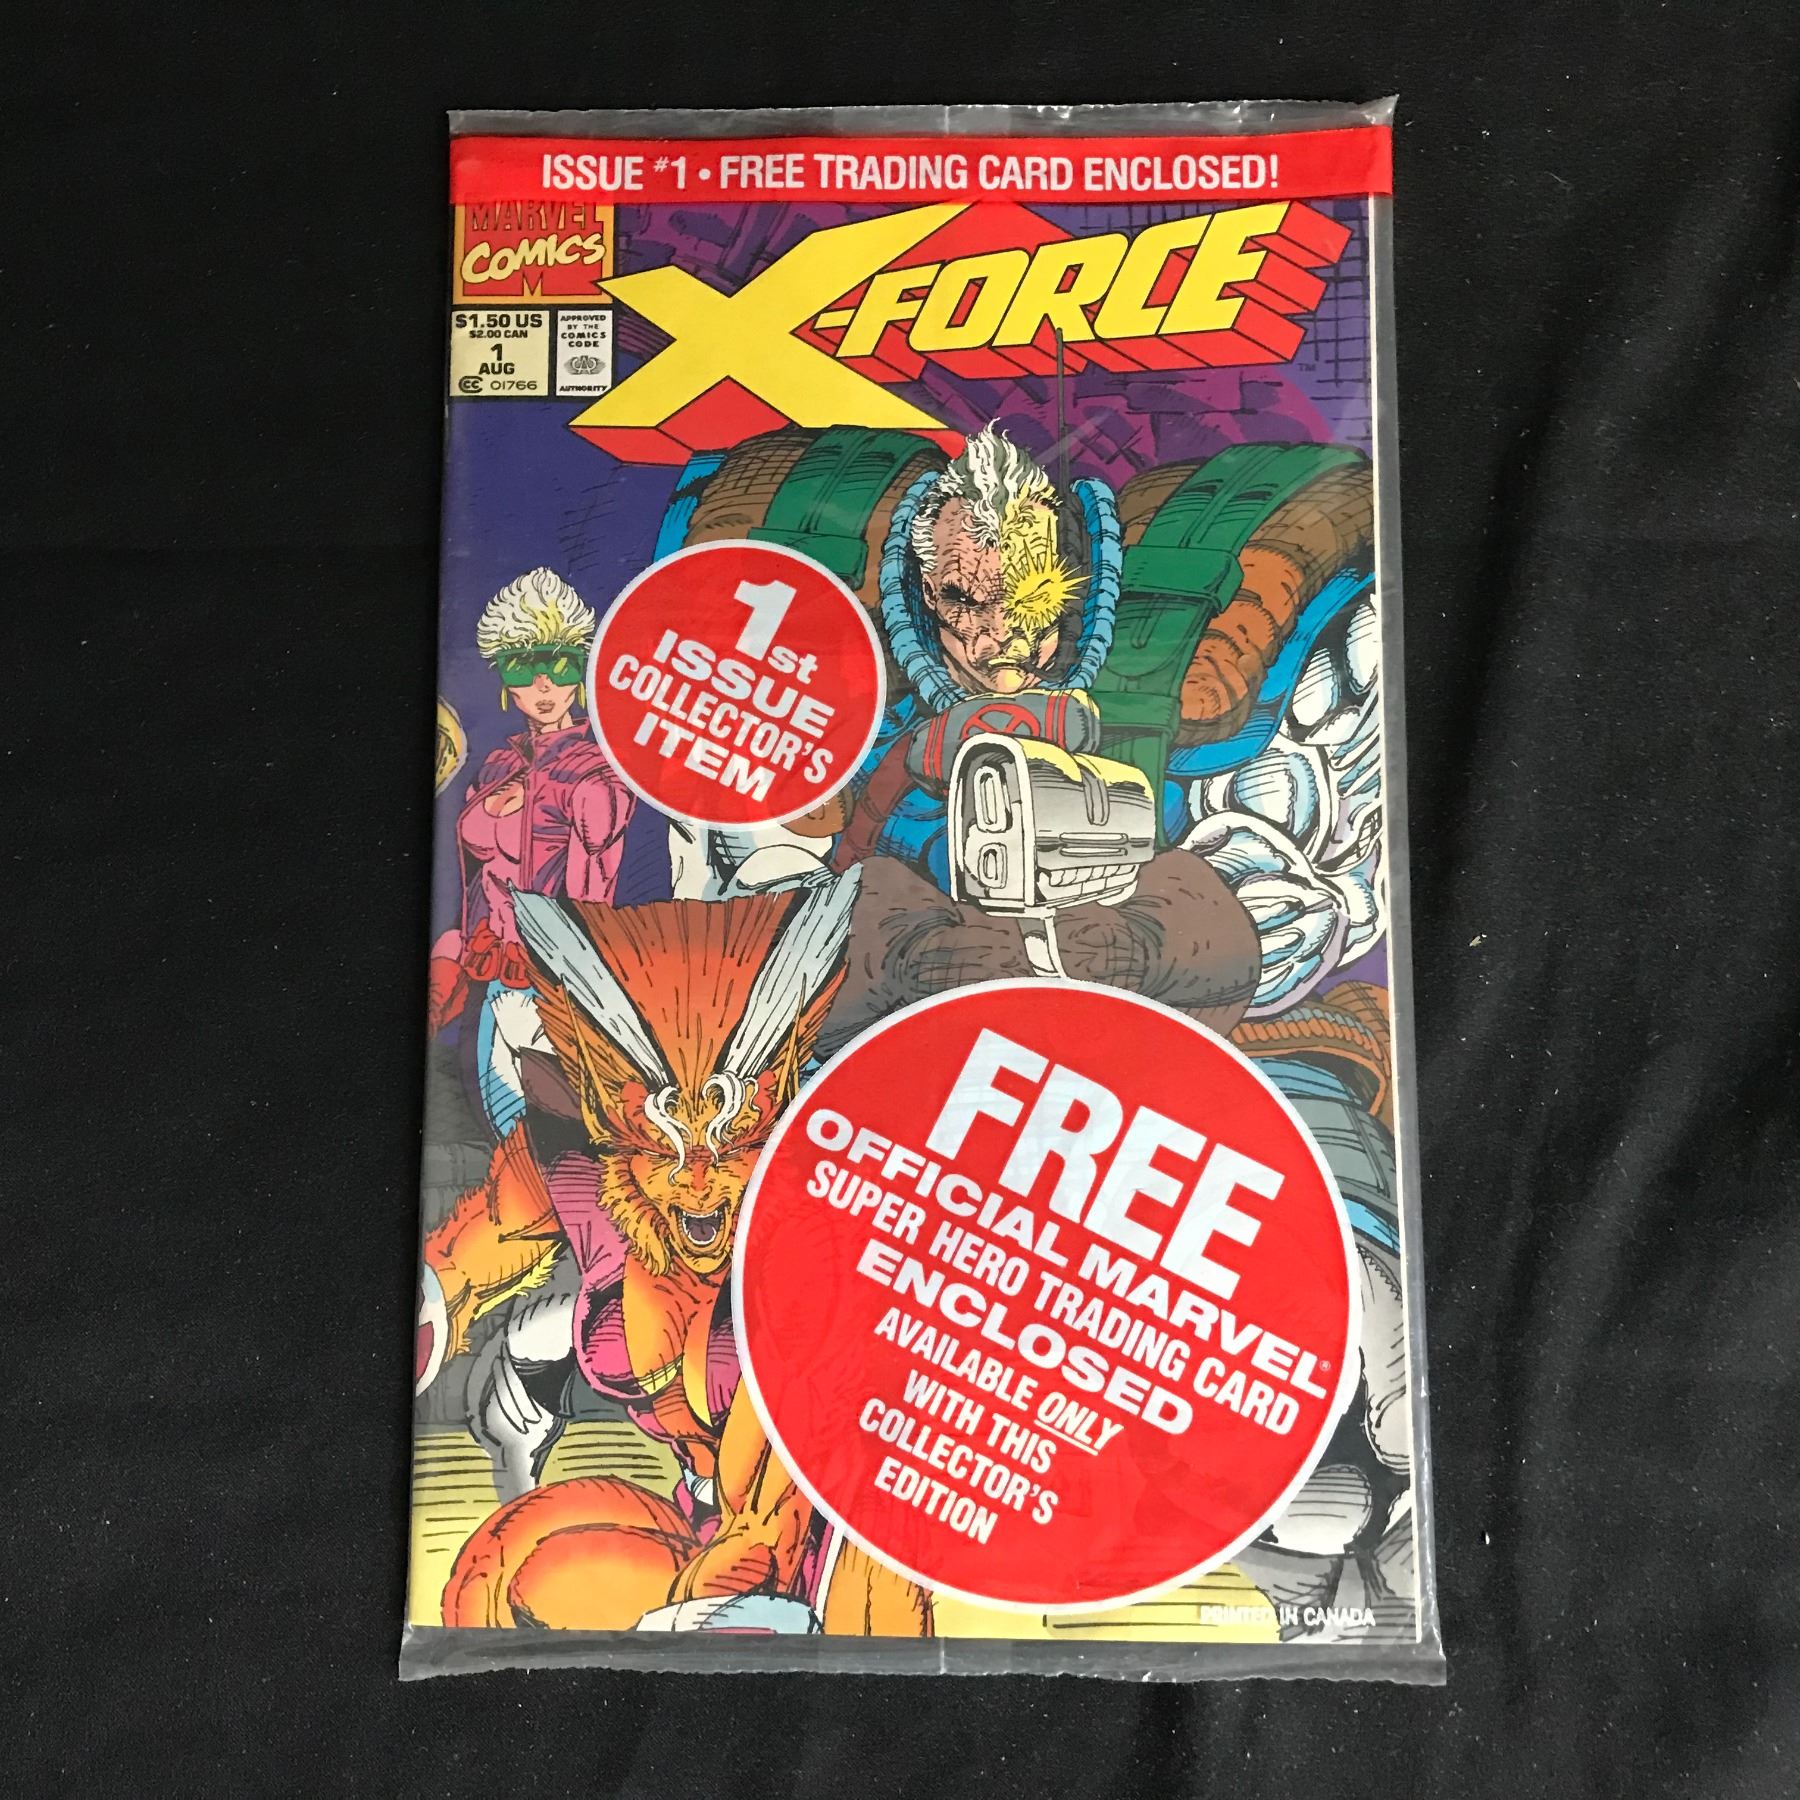 ISSUE #1 • FREE TRADING CARD ENCLOSED!
MARVEL
COMICS
M
X-FORCE
TM
$1.50 US
$2.00 CAN
1
AUG
CC 01766
APPROVED
BY THE
COMICS
CODE
AUTHORITY
1st
ISSUE
COLLECTOR'S
ITEM
FREE
OFFICIAL MARVEL®
SUPER HERO TRADING CARD
ENCLOSED
AVAILABLE ONLY
WITH THIS
COLLECTOR'S
EDITION
PRINTED IN CANADA